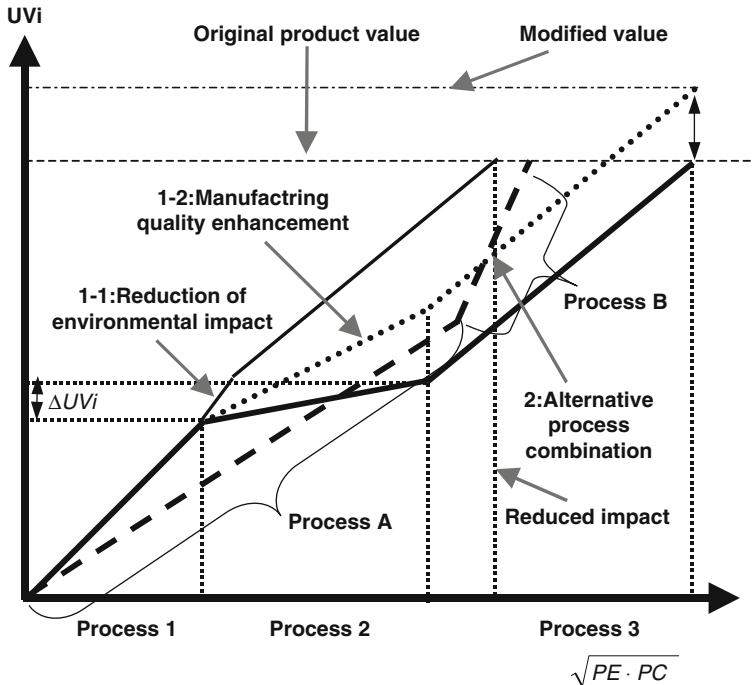 UVi
Original product value
Modified value
1-2:Manufactring
quality enhancement
1-1:Reduction of
environmental impact
Process B
ΔUVi
2:Alternative
process
combination
Process A
Reduced impact
Process 1
Process 2
Process 3
√PE · PC